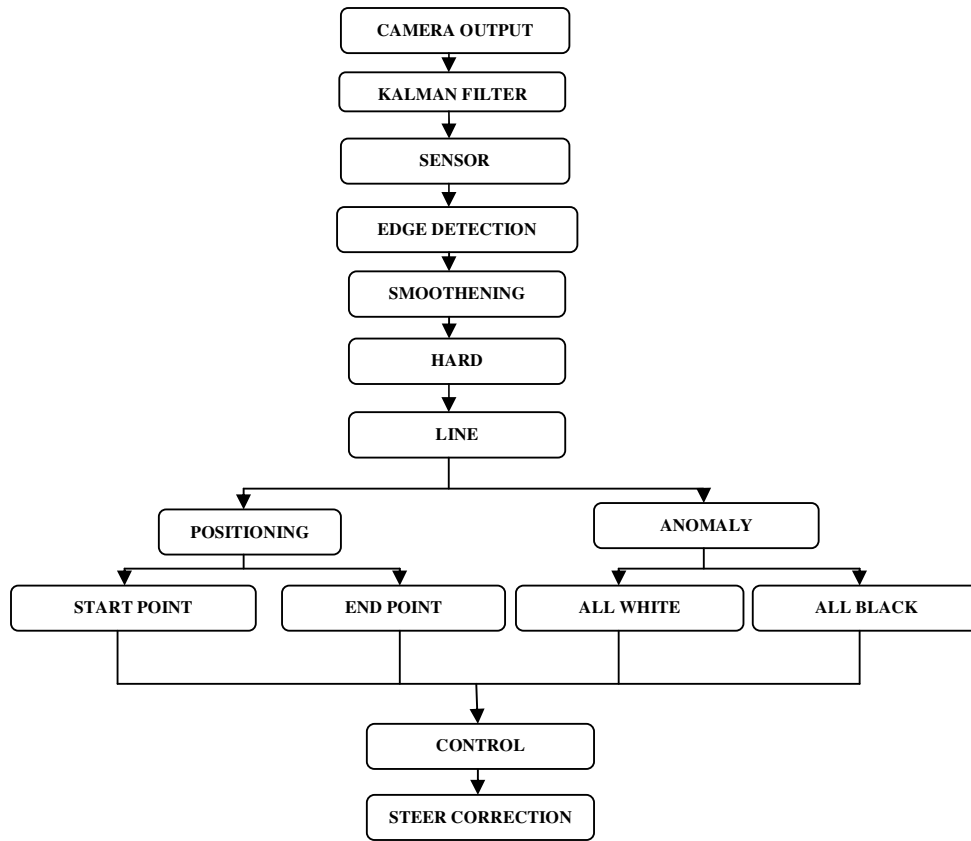 CAMERA OUTPUT
KALMAN FILTER
SENSOR
EDGE DETECTION
SMOOTHENING
HARD
LINE
POSITIONING
ANOMALY
START POINT
END POINT
ALL WHITE
ALL BLACK
CONTROL
STEER CORRECTION